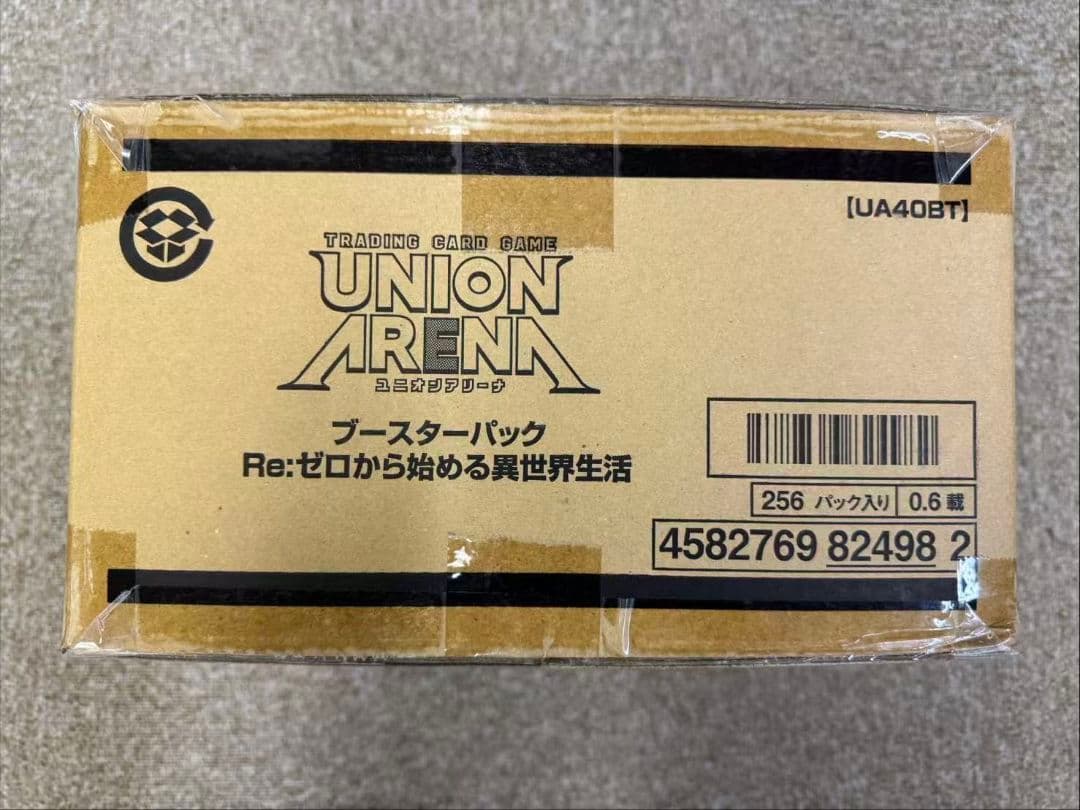 【UA40BT】
TRADING CARD GAME
UNION
ARENA
ユニオンアリーナ
ブースターパック
Re:ゼロから始める異世界生活
256 パック入り 0.6 載
4582769 82498 2